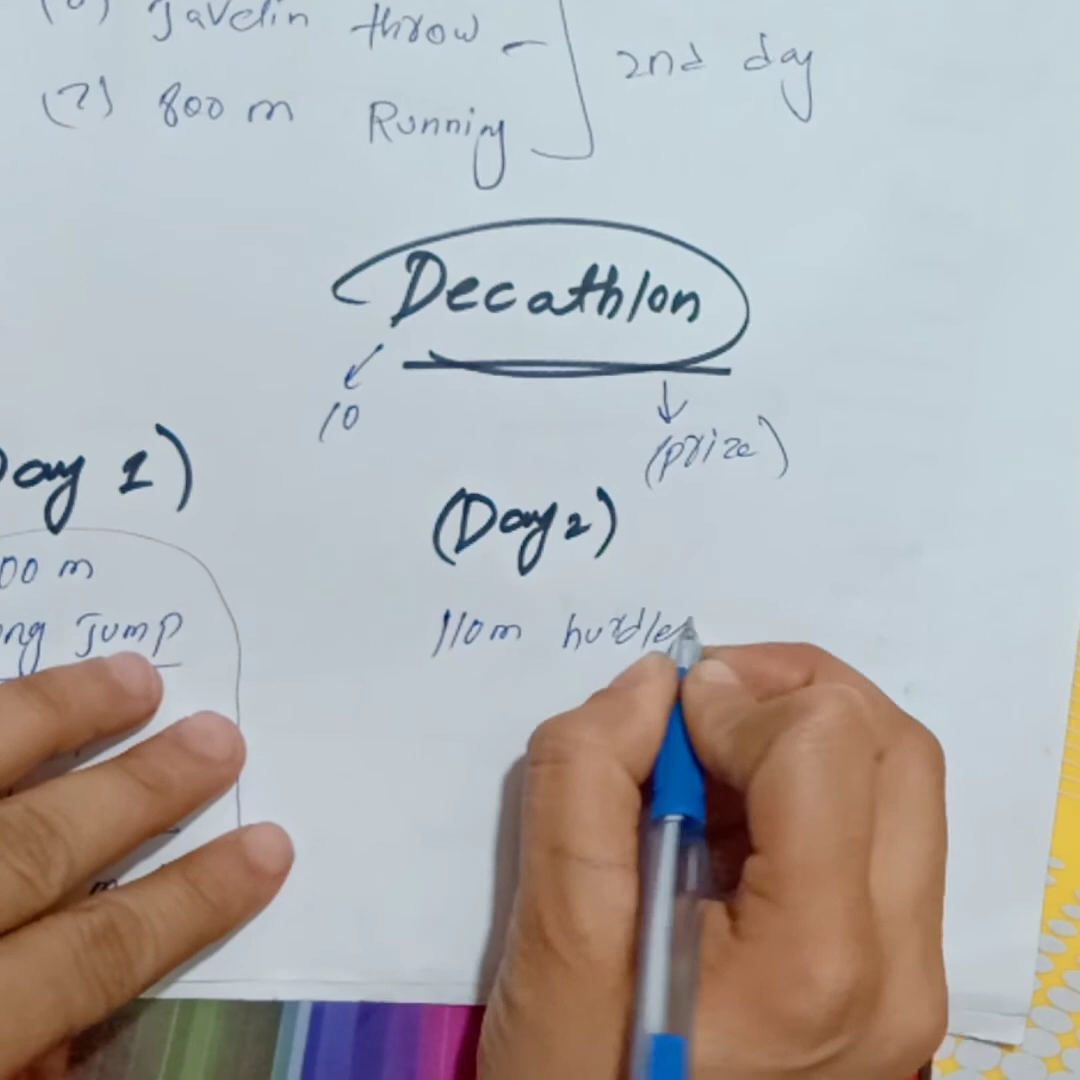 Javelin throw
2nd day
(7) 800 m Running
Decathlon
10
(prize)
Day 1)
00 m
ng Jump
(Day 2)
110m hurdles
m